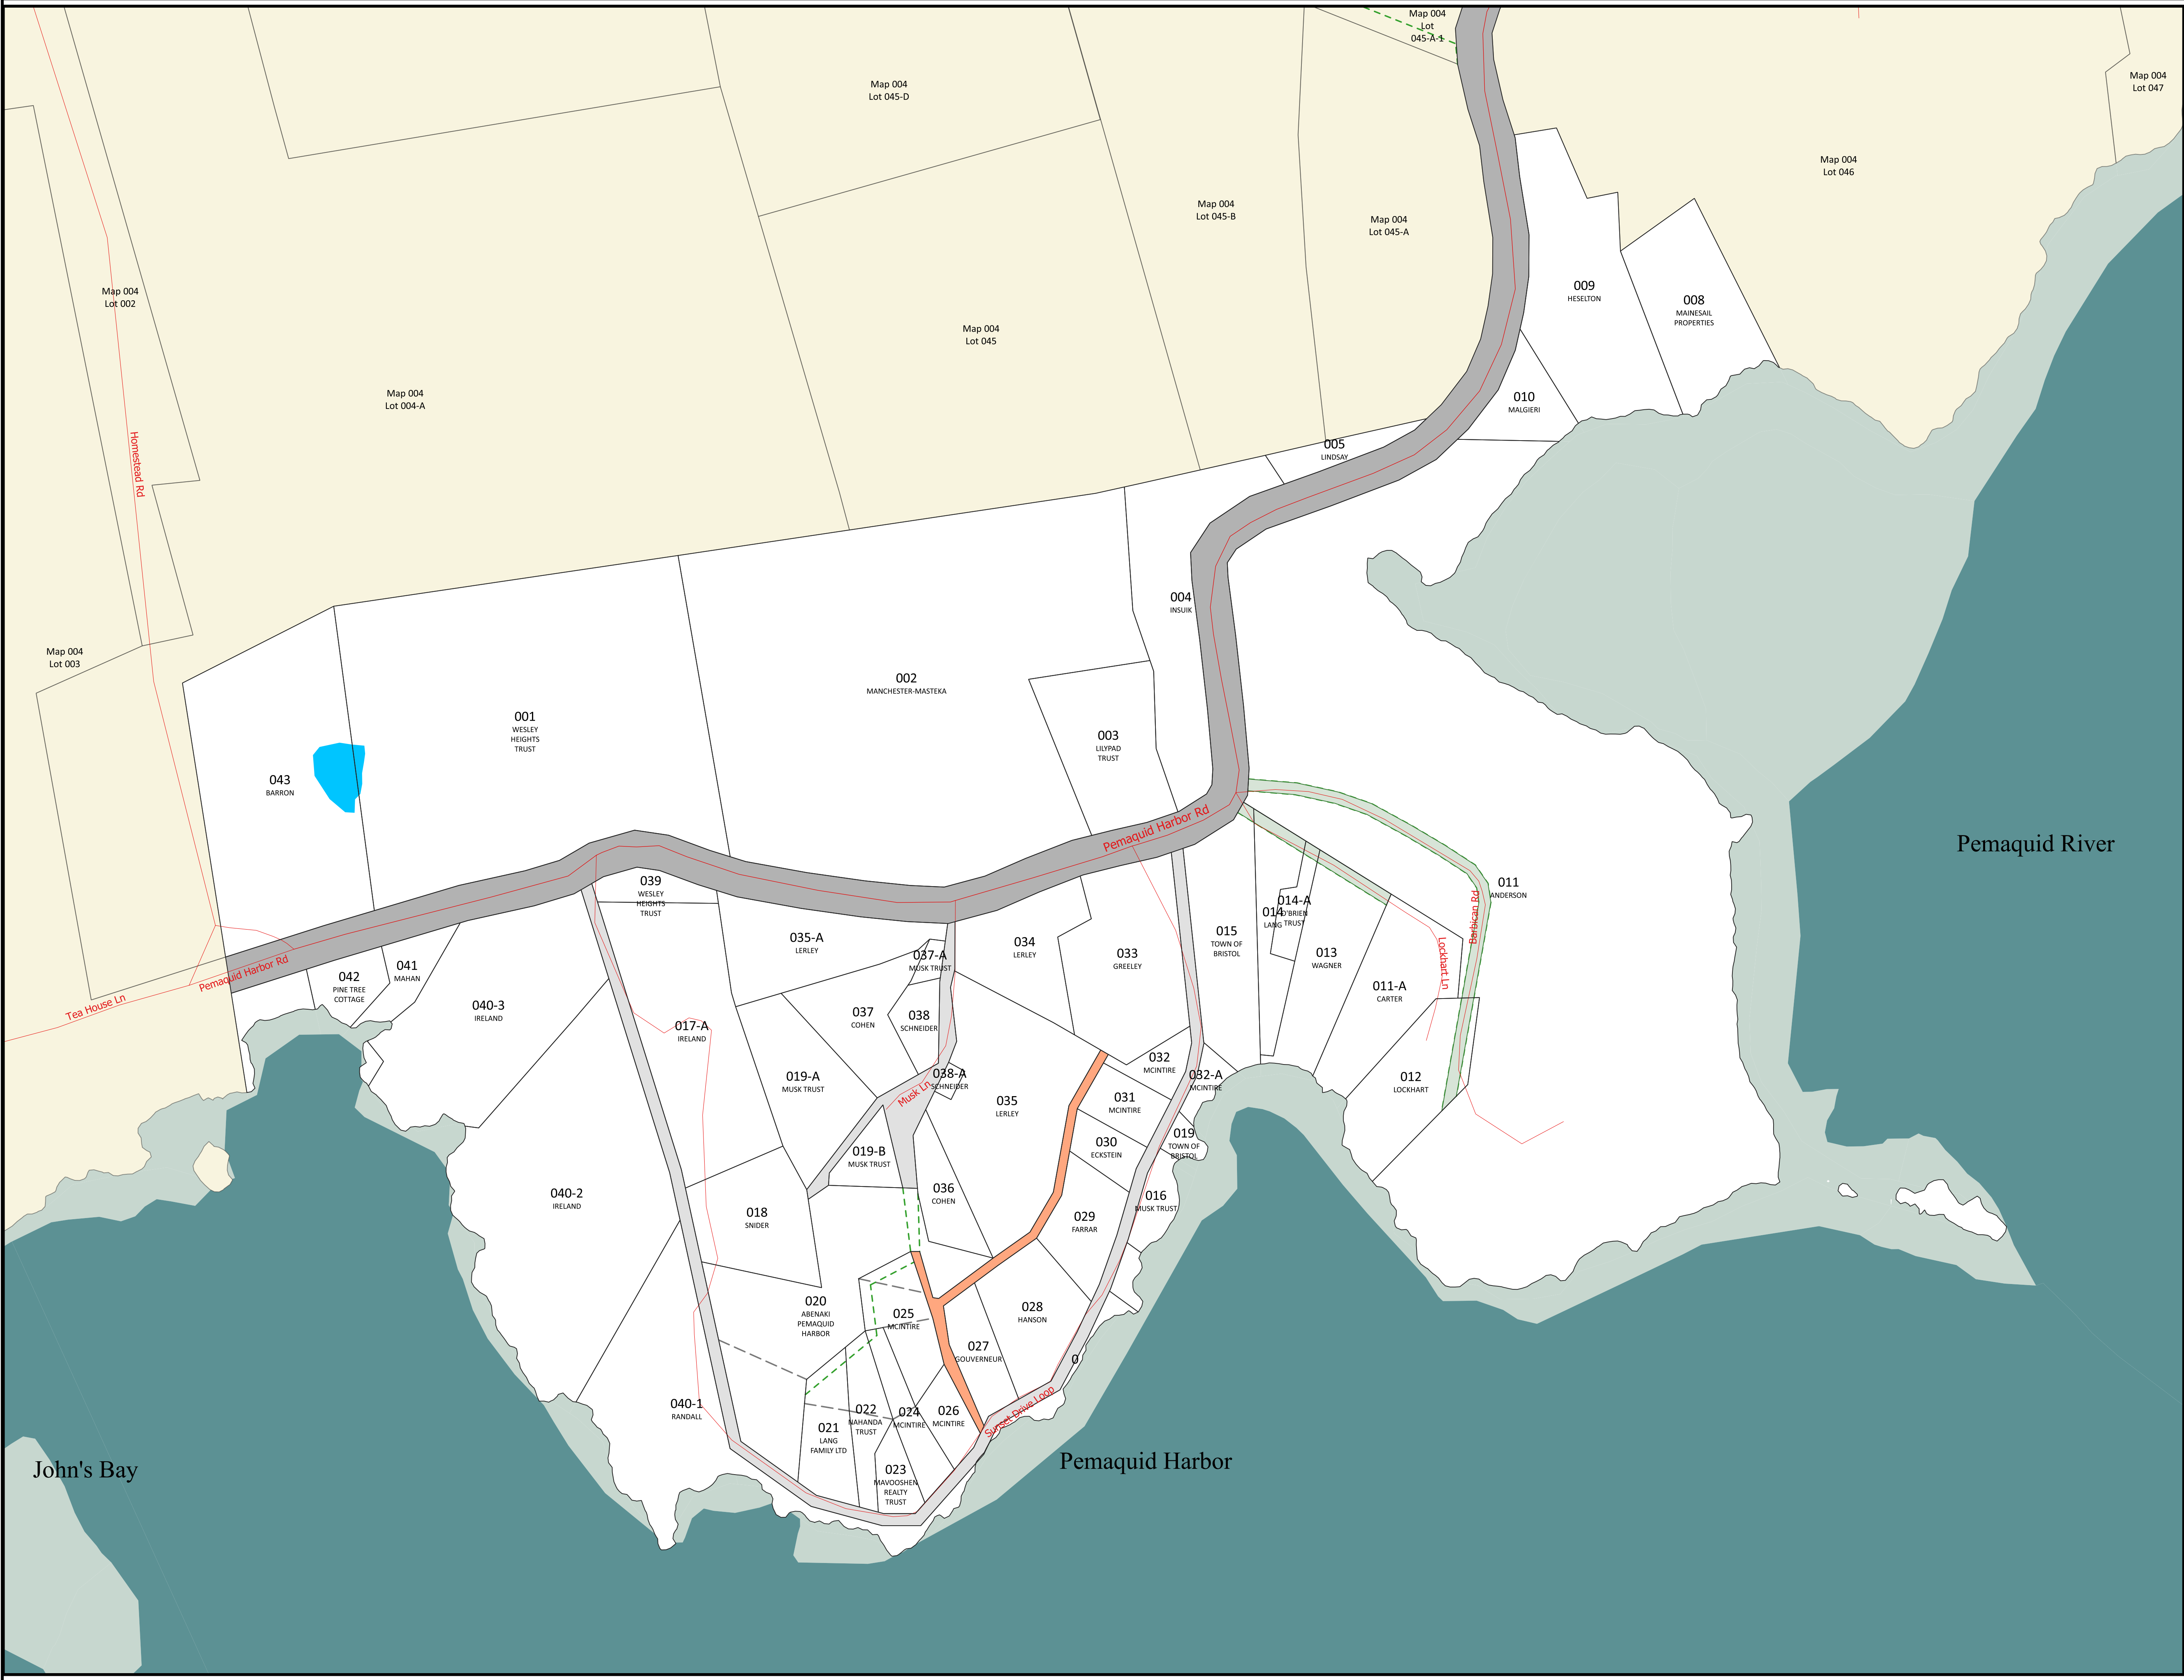 Map 004
Lot
045-A-1
Map 004
Lot 047
Map 004
Lot 045-D
Map 004
Lot 046
Map 004
Lot 045-B
Map 004
Lot 045-A
Map 004
Lot 002
Map 004
Lot 045
Map 004
Lot 004-A
009
HESELTON
008
MAINESAIL
PROPERTIES
010
MALGIERI
005
LINDSAY
Homestead Rd
004
INSUIK
Map 004
Lot 003
002
MANCHESTER-MASTEKA
001
WESLEY
HEIGHTS
TRUST
003
LILYPAD
TRUST
043
BARRON
Pemaquid Harbor Rd
Pemaquid River
039
WESLEY
HEIGHTS
TRUST
011
ANDERSON
Barbican Rd
014-A
O'BRIEN
TRUST
014
LANG
015
TOWN OF
BRISTOL
035-A
LERLEY
034
LERLEY
033
GREELEY
013
WAGNER
037-A
MUSK TRUST
Lockhart Ln
041
MAHAN
042
PINE TREE
COTTAGE
Pemaquid Harbor Rd
Tea House Ln
011-A
CARTER
040-3
IRELAND
037
COHEN
038
SCHNEIDER
017-A
IRELAND
032
MCINTIRE
032-A
MCINTIRE
038-A
SCHNEIDER
019-A
MUSK TRUST
Musk Ln
012
LOCKHART
035
LERLEY
031
MCINTIRE
030
ECKSTEIN
019
TOWN OF
BRISTOL
019-B
MUSK TRUST
040-2
IRELAND
036
COHEN
016
MUSK TRUST
018
SNIDER
029
FARRAR
020
ABENAKI
PEMAQUID
HARBOR
025
MCINTIRE
028
HANSON
027
GOUVERNEUR
0
040-1
RANDALL
022
NAHANDA
TRUST
024
MCINTIRE
026
MCINTIRE
Sunset Drive Loop
021
LANG
FAMILY LTD
023
MAVOOSHEN
REALTY
TRUST
John's Bay
Pemaquid Harbor